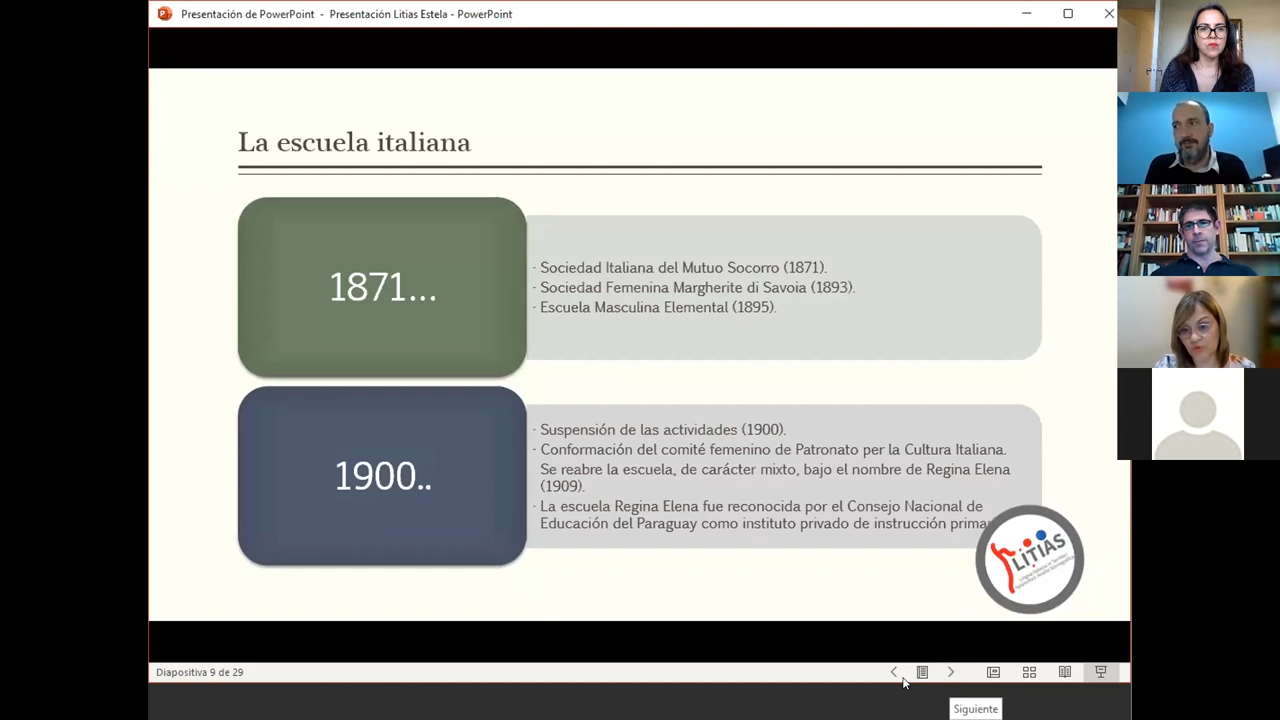 Presentación de PowerPoint - Presentación Litias Estela - PowerPoint
La escuela italiana
1871...
- Sociedad Italiana del Mutuo Socorro (1871).
- Sociedad Femenina Margherite di Savoia (1893).
- Escuela Masculina Elemental (1895).
1900..
- Suspensión de las actividades (1900).
- Conformación del comité femenino de Patronato per la Cultura Italiana.
Se reabre la escuela, de carácter mixto, bajo el nombre de Regina Elena
(1909).
- La escuela Regina Elena fue reconocida por el Consejo Nacional de
Educación del Paraguay como instituto privado de instrucción
LITIAS
Diapositiva 9 de 29
Siguiente